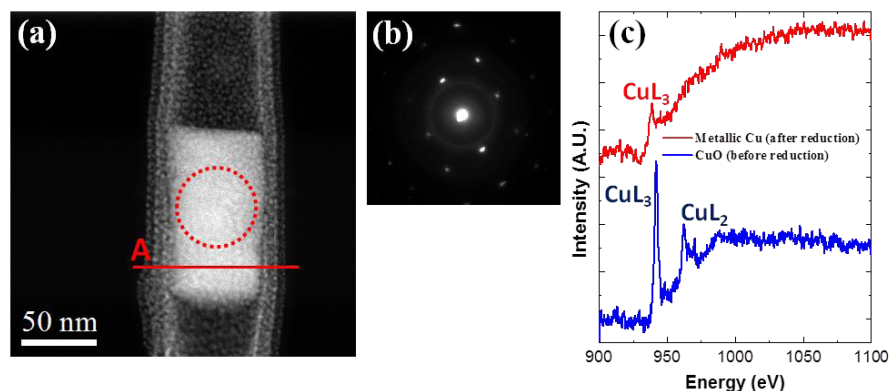 (a)
A
50 nm
(b)
(c)
Intensity (A.U.)
CuL3
Metallic Cu (after reduction)
CuO (before reduction)
CuL3
CuL2
900 950 1000 1050 1100
Energy (eV)